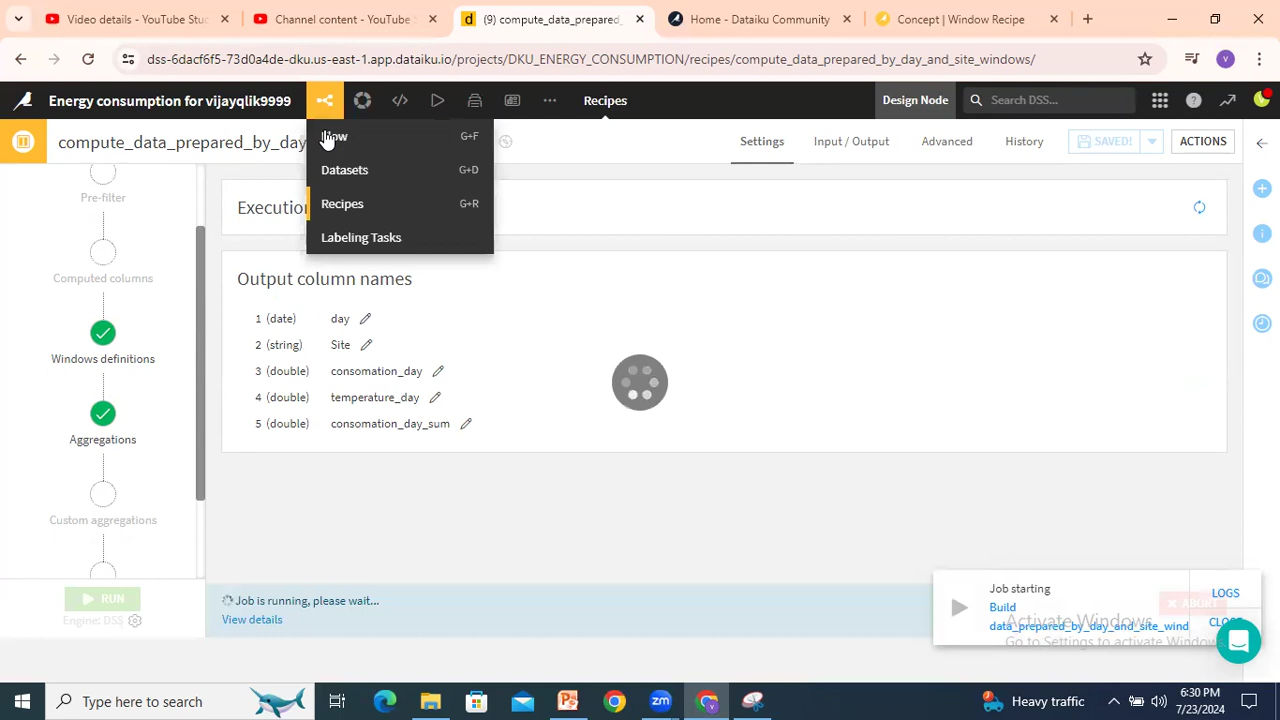 Video details - YouTube Stu
Channel content - YouTube
(9) compute_data_prepared_
Home - Dataiku Community
Concept | Window Recipe
dss-6dacf6f5-73d0a4de-dku.us-east-1.app.dataiku.io/projects/DKU_ENERGY_CONSUMPTION/recipes/compute_data_prepared_by_day_and_site_windows/
V
Energy consumption for vijayqlik9999
Recipes
Design Node
Search DSS...
compute_data_prepared_by_day
Settings
Input / Output
Advanced
History
SAVED!
ACTIONS
G+F
Datasets G+D
Recipes G+R
Labeling Tasks
Pre-filter
Computed columns
Windows definitions
Aggregations
Custom aggregations
Execution
Output column names
1 (date) day
2 (string) Site
3 (double) consomation_day
4 (double) temperature_day
5 (double) consomation_day_sum
RUN
Engine: DSS
Job is running, please wait...
View details
Job starting
Build
data_prepared_by_day_and_site_wind
LOGS
ABORT
Activate Windows
Go to Settings to activate Windows.
Type here to search
Heavy traffic
6:30 PM
7/23/2024